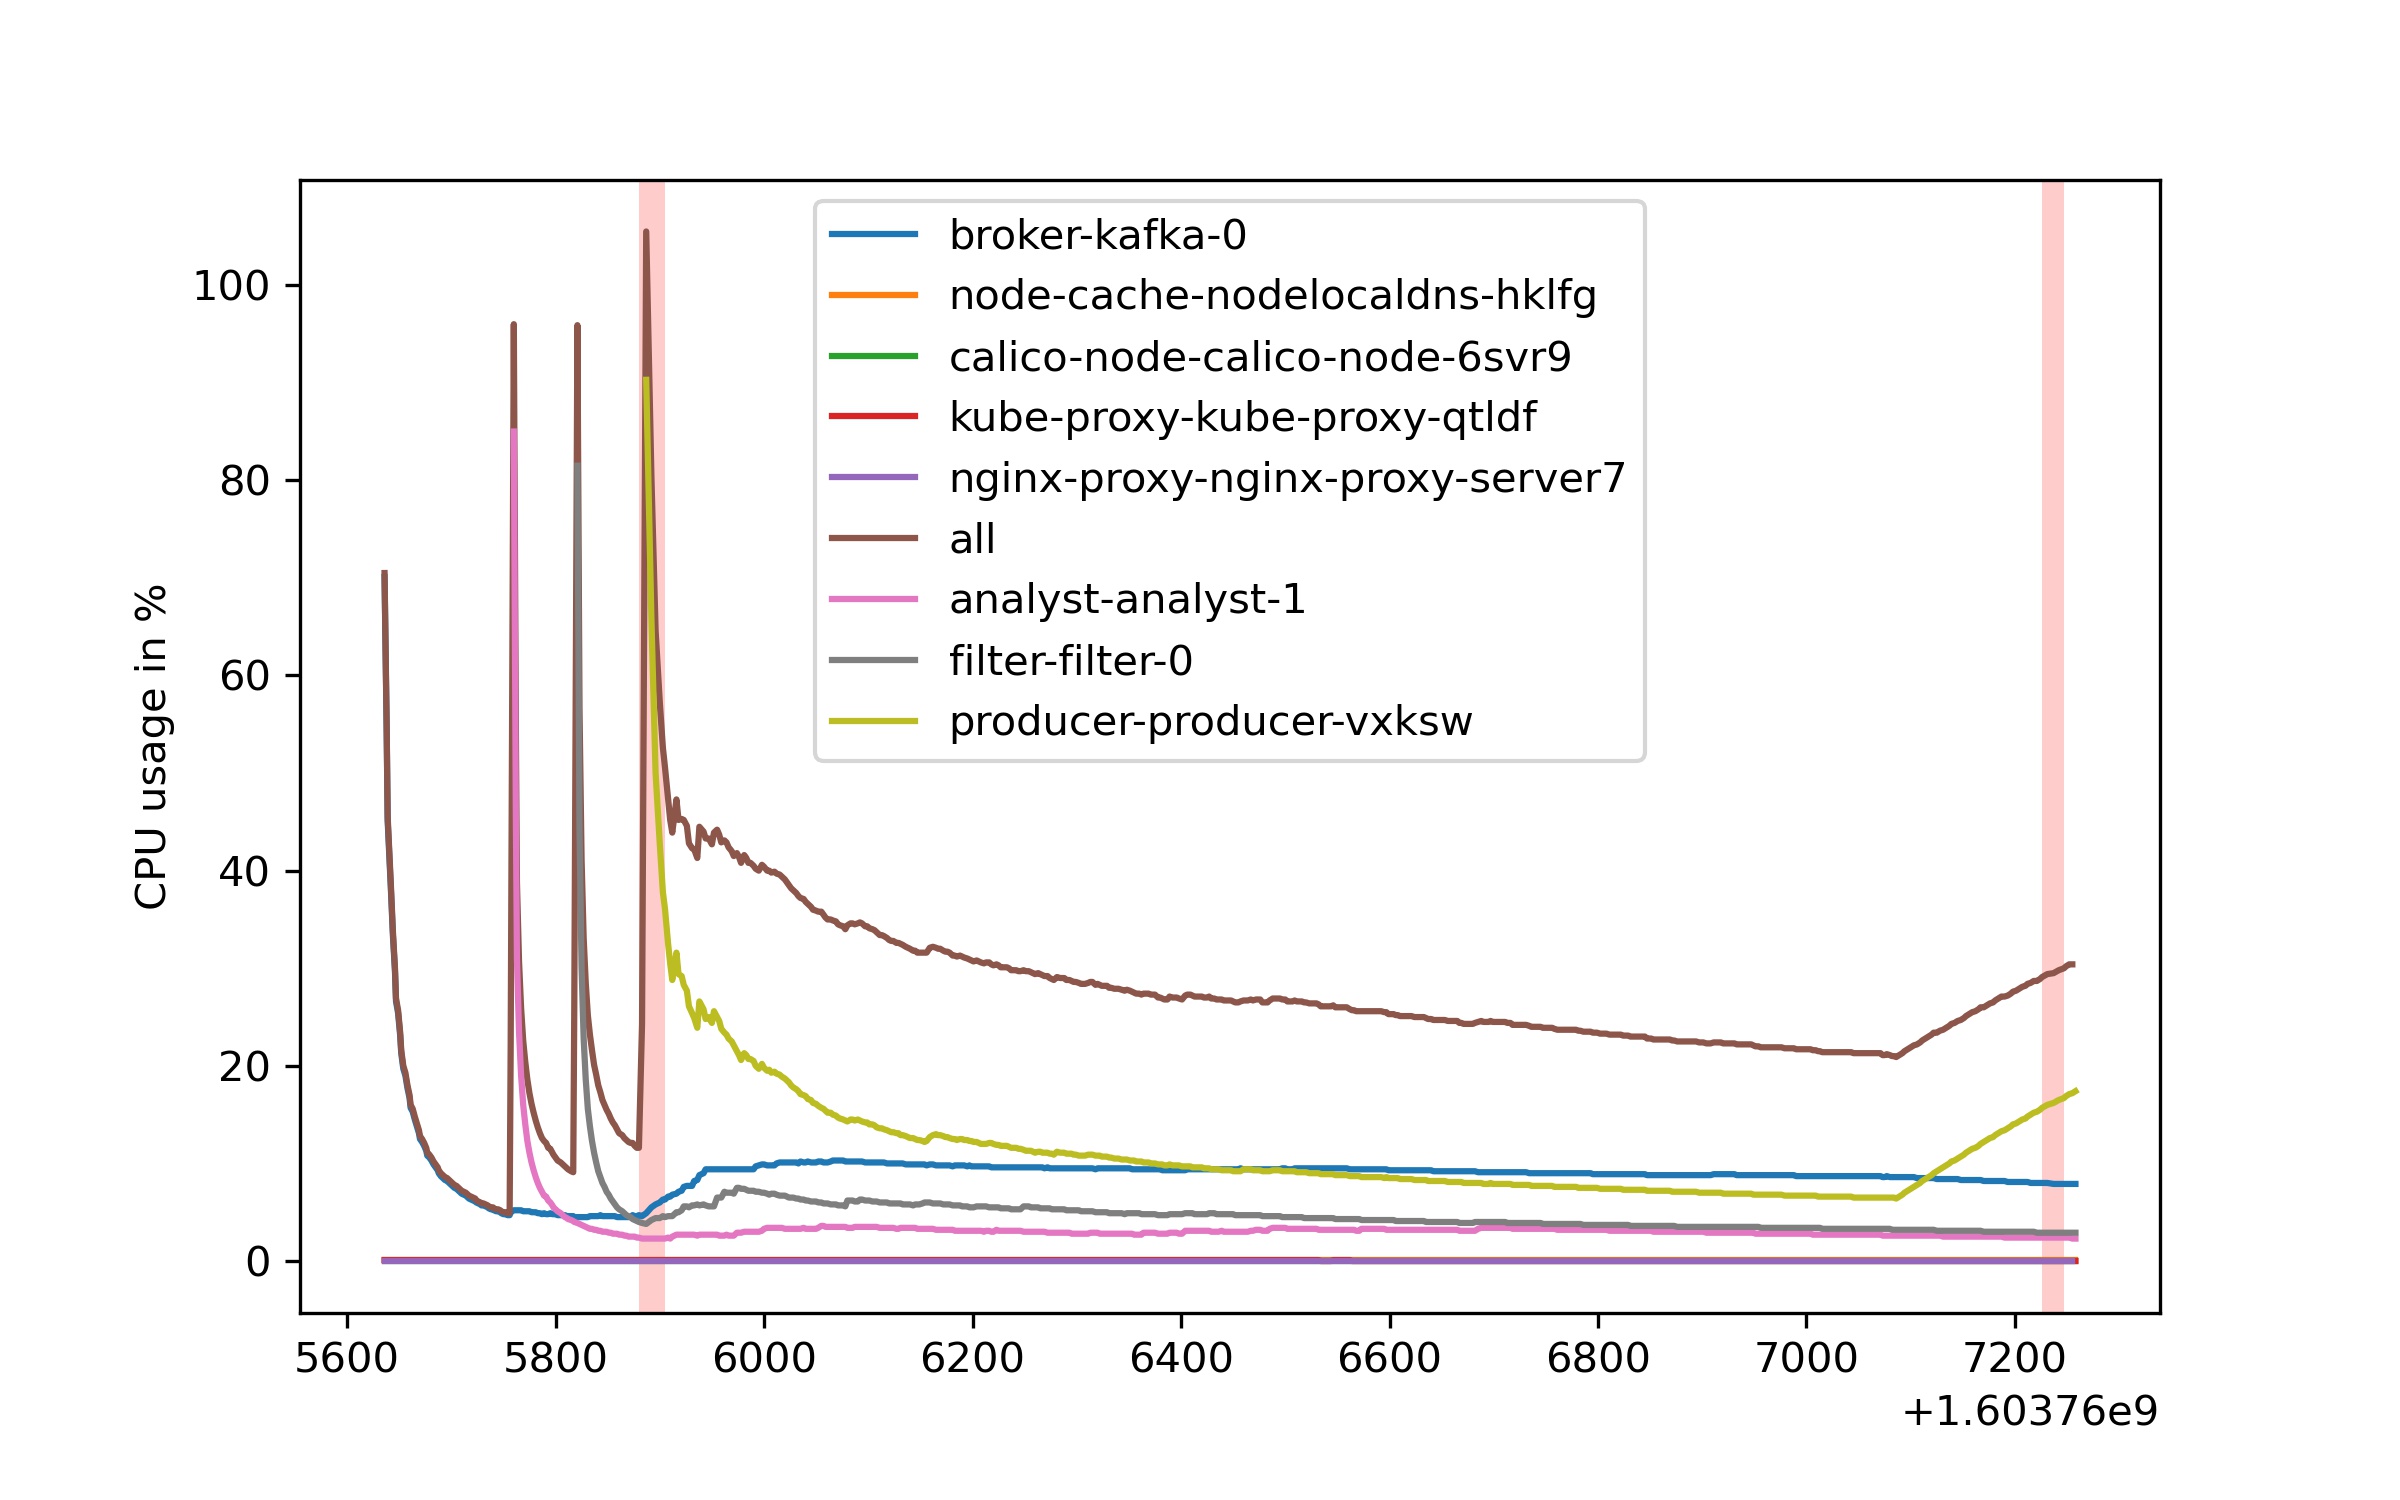 broker-kafka-0
node-cache-nodelocaldns-hklfg
calico-node-calico-node-6svr9
kube-proxy-kube-proxy-qtldf
nginx-proxy-nginx-proxy-server7
all
analyst-analyst-1
filter-filter-0
producer-producer-vxksw
CPU usage in %
100
80
60
40
20
0
5600 5800 6000 6200 6400 6600 6800 7000 7200
+1.60376e9